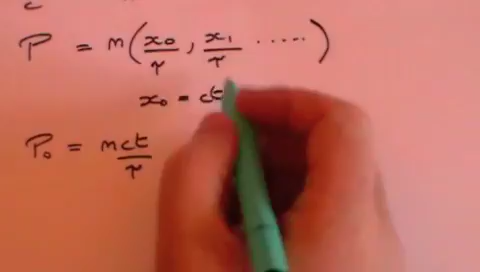 c
P = m(x₀/τ, x₁/τ .....)
x₀ = ct
P₀ = mct/τ